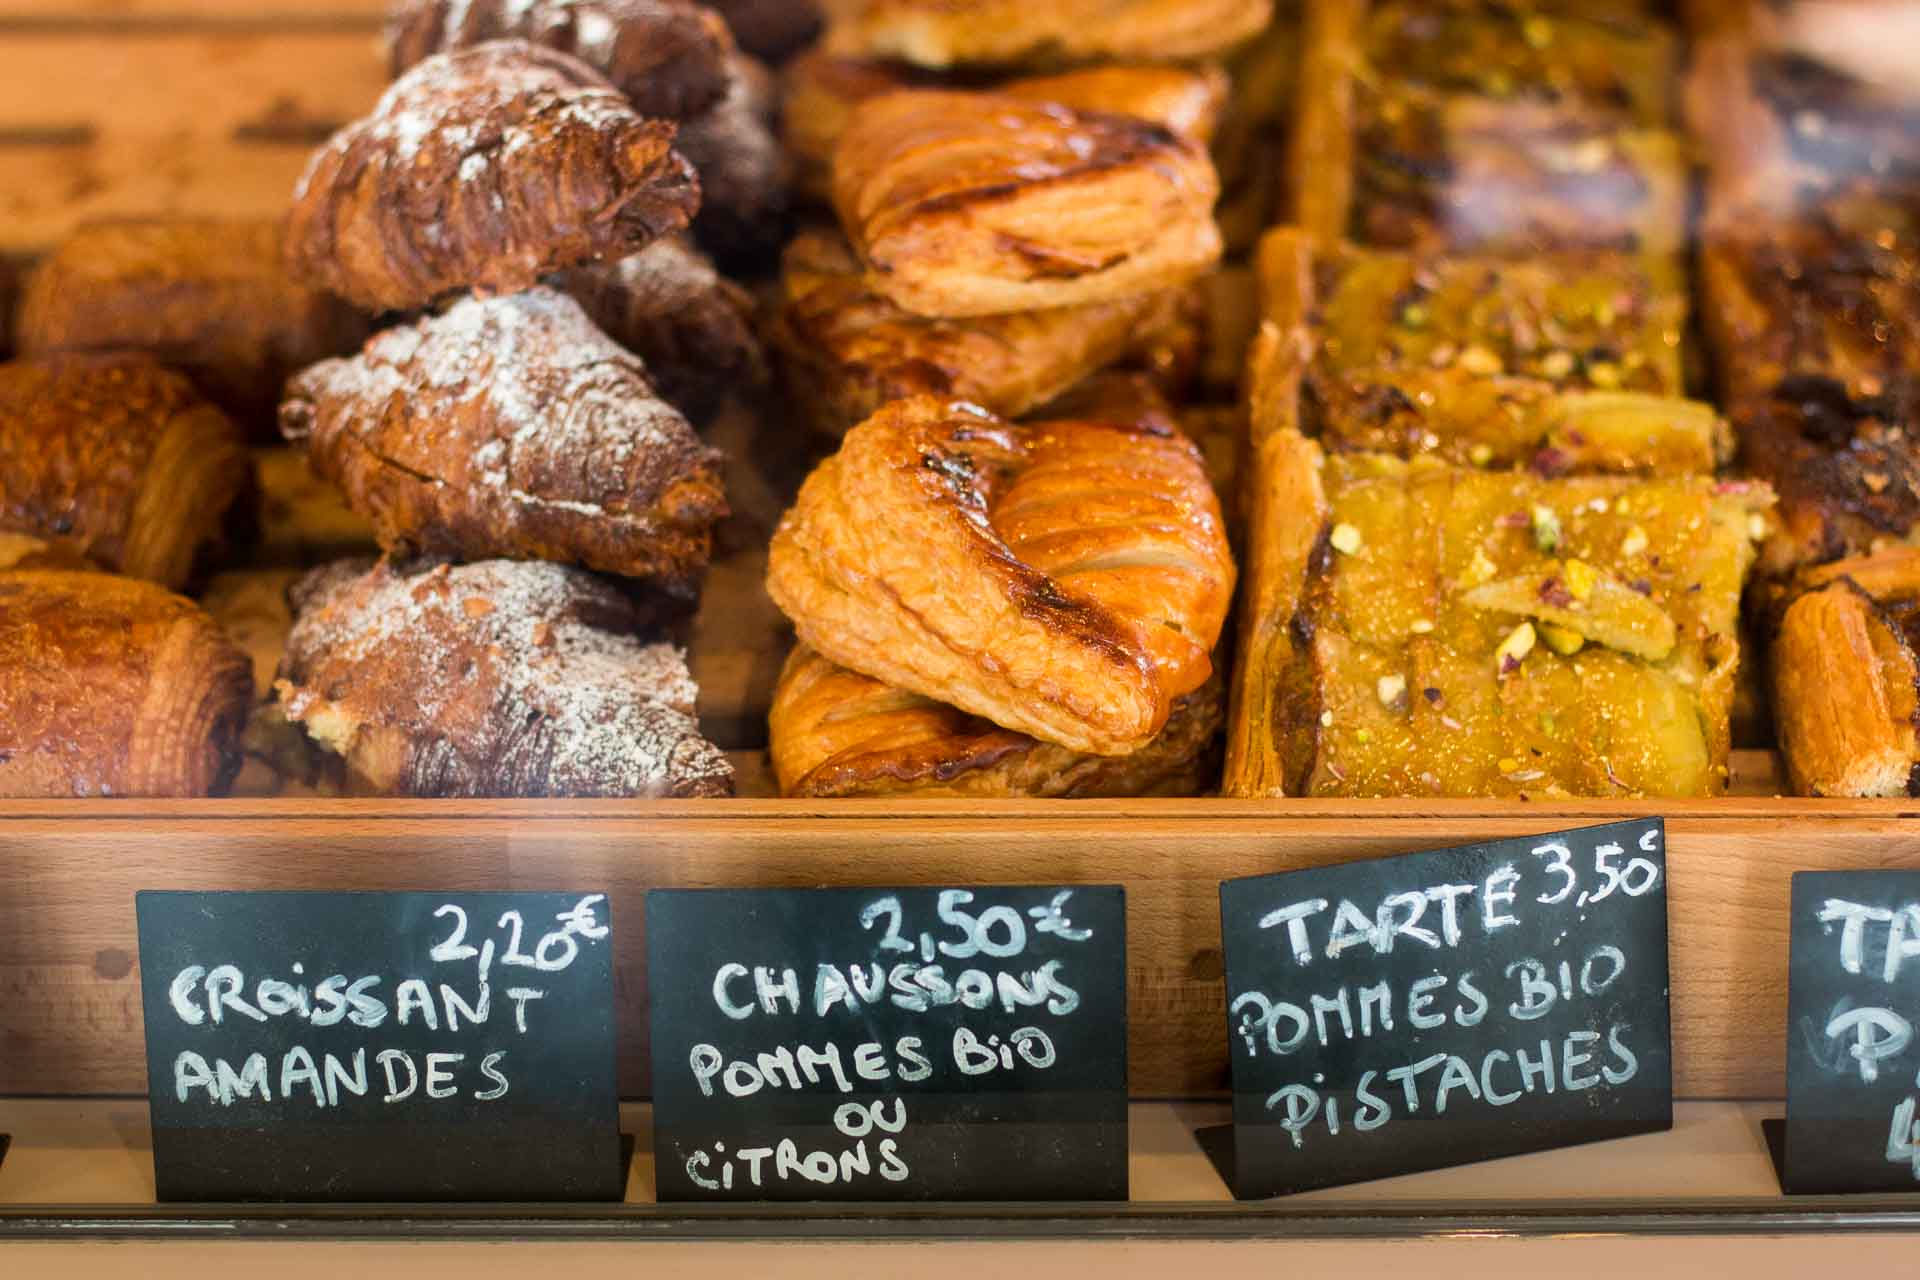 2,20€
CROISSANT
AMANDES
2,50€
CHAUSSONS
POMMES BIO
OU
CITRONS
TARTE 3,50€
POMMES BIO
PISTACHES